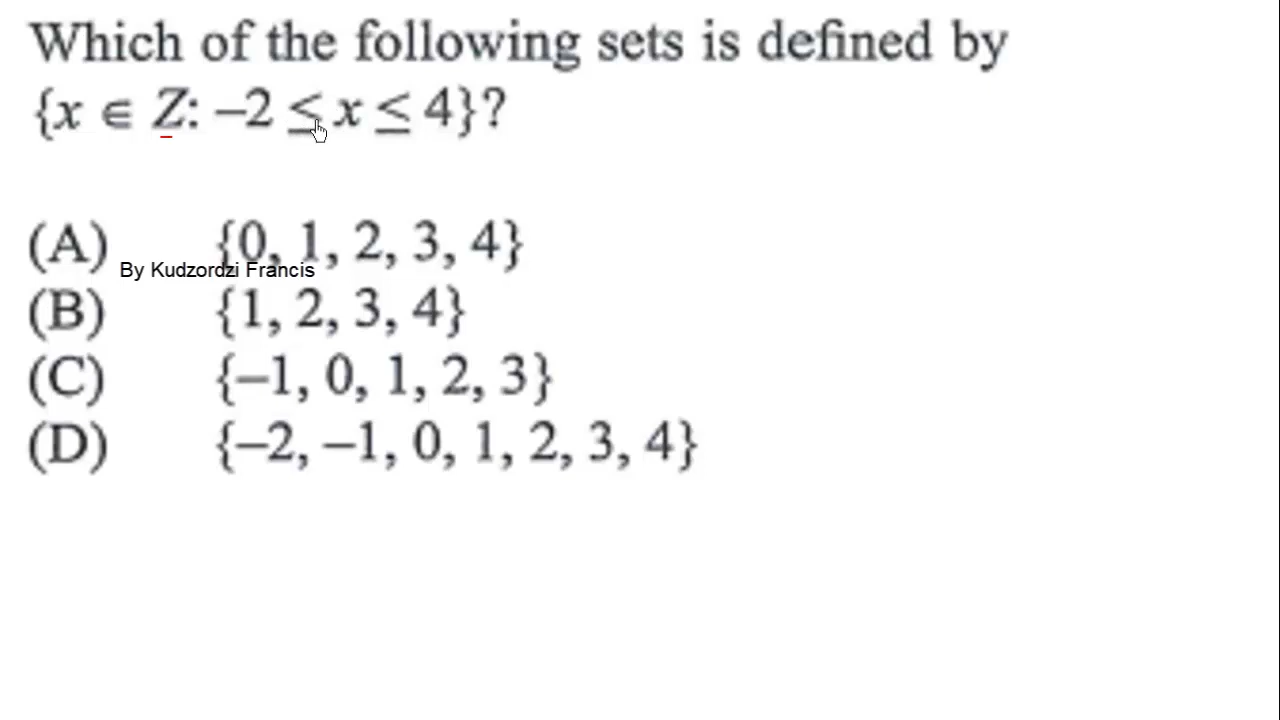 Which of the following sets is defined by
{x ∈ Z: –2 ≤ x ≤ 4}?
(A) {0, 1, 2, 3, 4}
By Kudzordzi Francis
(B) {1, 2, 3, 4}
(C) {–1, 0, 1, 2, 3}
(D) {–2, –1, 0, 1, 2, 3, 4}